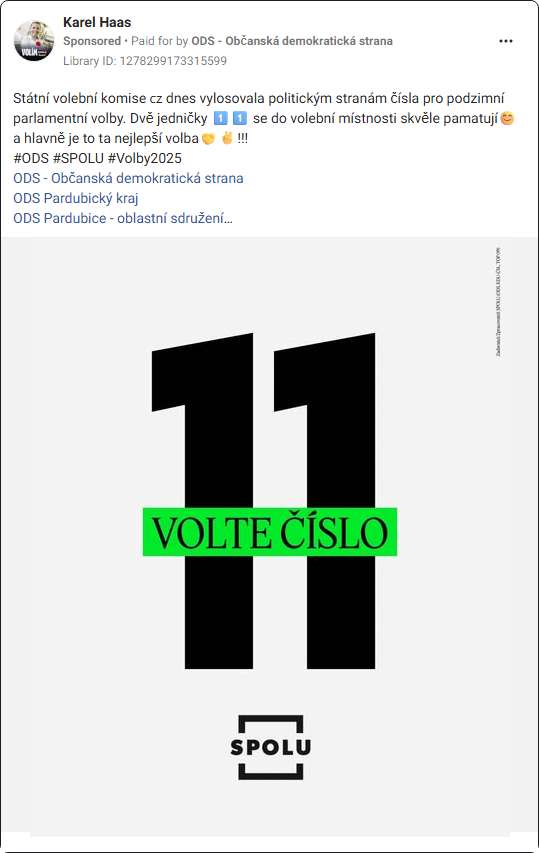 Karel Haas
Sponsored • Paid for by ODS - Občanská demokratická strana
Library ID: 1278299173315599
Státní volební komise cz dnes vylosovala politickým stranám čísla pro podzimní
parlamentní volby. Dvě jedničky 1️⃣ 1️⃣ se do volební místnosti skvěle pamatují😊
a hlavně je to ta nejlepší volba🤝✌️!!!
#ODS #SPOLU #Volby2025
ODS - Občanská demokratická strana
ODS Pardubický kraj
ODS Pardubice - oblastní sdružení...
11
VOLTE ČÍSLO
SPOLU